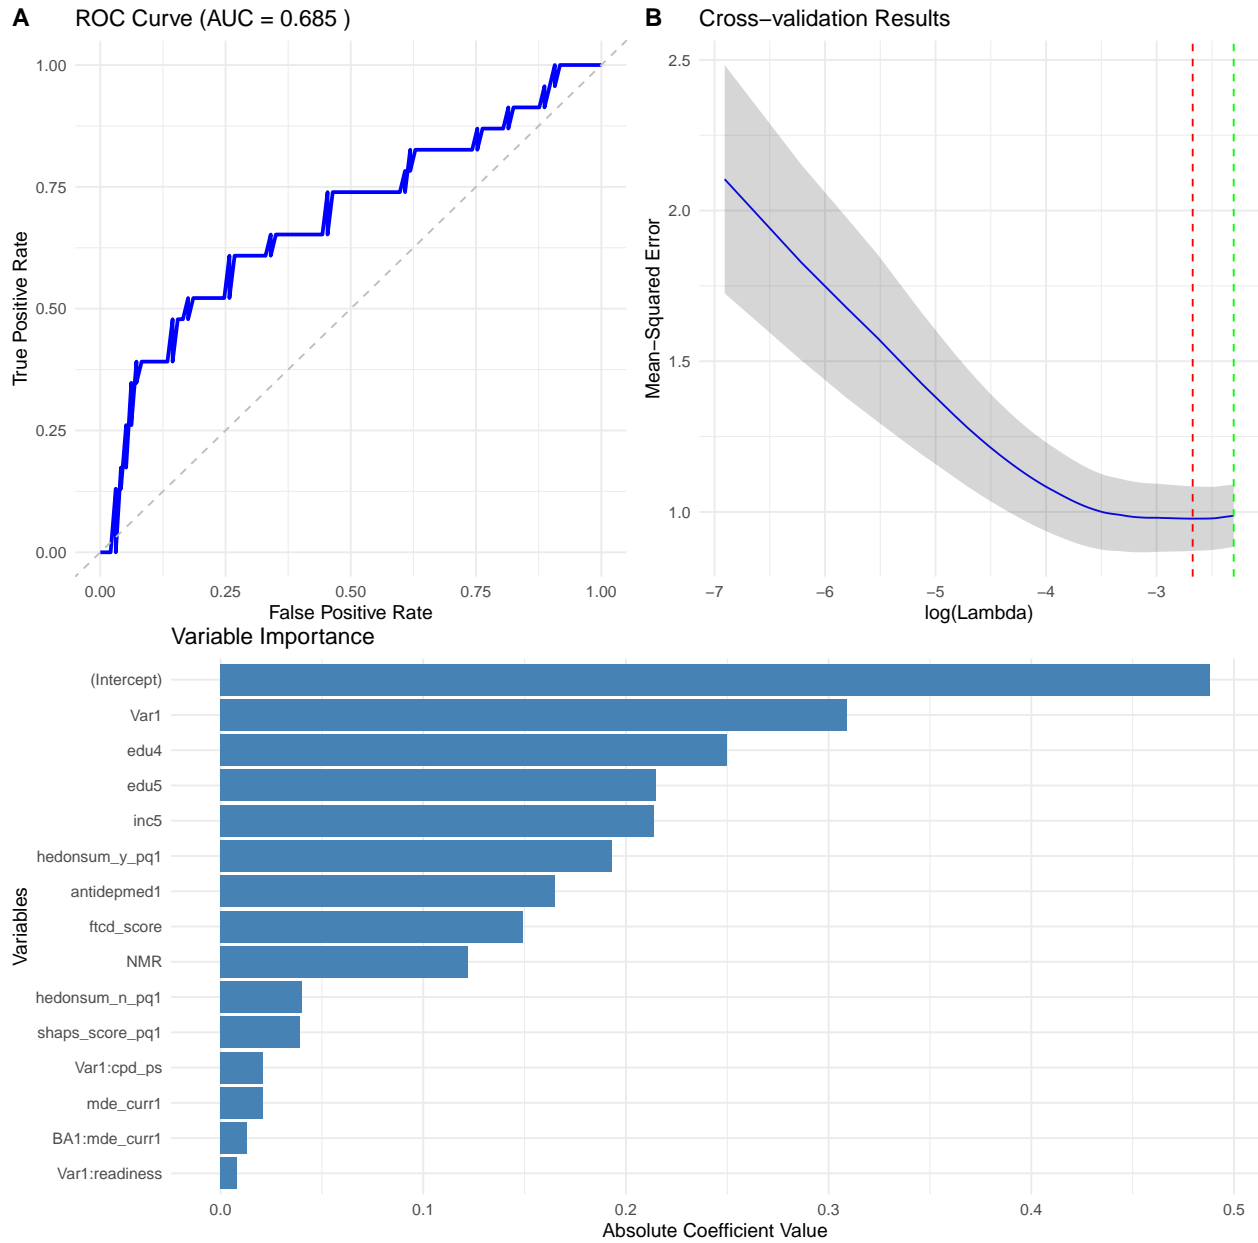 A ROC Curve (AUC = 0.685 )
1.00
0.75
0.50
0.25
0.00
True Positive Rate
0.00 0.25 0.50 0.75 1.00
False Positive Rate
B Cross−validation Results
2.5
2.0
1.5
1.0
Mean−Squared Error
−7 −6 −5 −4 −3
log(Lambda)
Variable Importance
(Intercept)
Var1
edu4
edu5
inc5
hedonsum_y_pq1
antidepmed1
ftcd_score
NMR
hedonsum_n_pq1
shaps_score_pq1
Var1:cpd_ps
mde_curr1
BA1:mde_curr1
Var1:readiness
Variables
0.0 0.1 0.2 0.3 0.4 0.5
Absolute Coefficient Value